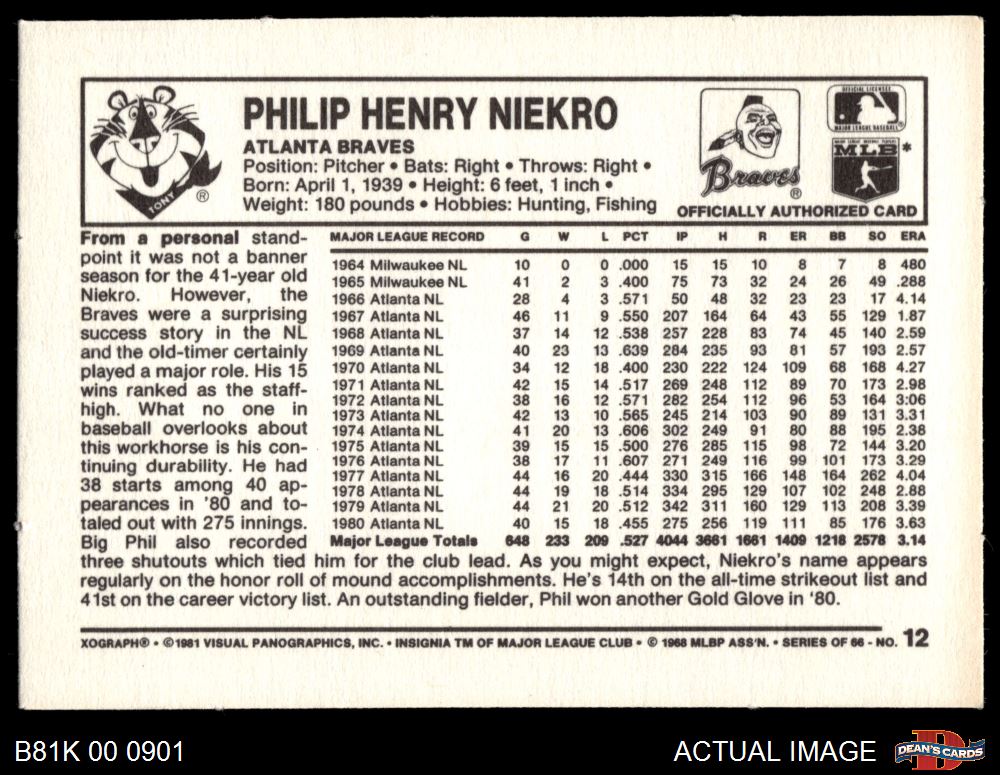 PHILIP HENRY NIEKRO
ATLANTA BRAVES
Position: Pitcher • Bats: Right • Throws: Right •
Born: April 1, 1939 • Height: 6 feet, 1 inch •
Weight: 180 pounds • Hobbies: Hunting, Fishing
TONY
®
Braves
®
OFFICIAL LICENSEE
MAJOR LEAGUE BASEBALL
®
MLB *
OFFICIALLY AUTHORIZED CARD
From a personal stand-
point it was not a banner
season for the 41-year old
Niekro. However, the
Braves were a surprising
success story in the NL
and the old-timer certainly
played a major role. His 15
wins ranked as the staff-
high. What no one in
baseball overlooks about
this workhorse is his con-
tinuing durability. He had
38 starts among 40 ap-
pearances in '80 and to-
taled out with 275 innings.
Big Phil also recorded
MAJOR LEAGUE RECORD G W L PCT IP H R ER BB SO ERA
1964 Milwaukee NL 10 0 0 .000 15 15 10 8 7 8 480
1965 Milwaukee NL 41 2 3 .400 75 73 32 24 26 49 .288
1966 Atlanta NL 28 4 3 .571 50 48 32 23 23 17 4.14
1967 Atlanta NL 46 11 9 .550 207 164 64 43 55 129 1.87
1968 Atlanta NL 37 14 12 .538 257 228 83 74 45 140 2.59
1969 Atlanta NL 40 23 13 .639 284 235 93 81 57 193 2.57
1970 Atlanta NL 34 12 18 .400 230 222 124 109 68 168 4.27
1971 Atlanta NL 42 15 14 .517 269 248 112 89 70 173 2.98
1972 Atlanta NL 38 16 12 .571 282 254 112 96 53 164 3:06
1973 Atlanta NL 42 13 10 .565 245 214 103 90 89 131 3.31
1974 Atlanta NL 41 20 13 .606 302 249 91 80 88 195 2.38
1975 Atlanta NL 39 15 15 .500 276 285 115 98 72 144 3.20
1976 Atlanta NL 38 17 11 .607 271 249 116 99 101 173 3.29
1977 Atlanta NL 44 16 20 .444 330 315 166 148 164 262 4.04
1978 Atlanta NL 44 19 18 .514 334 295 129 107 102 248 2.88
1979 Atlanta NL 44 21 20 .512 342 311 160 129 113 208 3.39
1980 Atlanta NL 40 15 18 .455 275 256 119 111 85 176 3.63
Major League Totals 648 233 209 .527 4044 3661 1661 1409 1218 2578 3.14
three shutouts which tied him for the club lead. As you might expect, Niekro's name appears
regularly on the honor roll of mound accomplishments. He's 14th on the all-time strikeout list and
41st on the career victory list. An outstanding fielder, Phil won another Gold Glove in '80.
XOGRAPH® • ©1981 VISUAL PANOGRAPHICS, INC. • INSIGNIA TM OF MAJOR LEAGUE CLUB • © 1968 MLBP ASS'N. • SERIES OF 66 - NO. 12
B81K 00 0901
ACTUAL IMAGE
DEAN'S CARDS